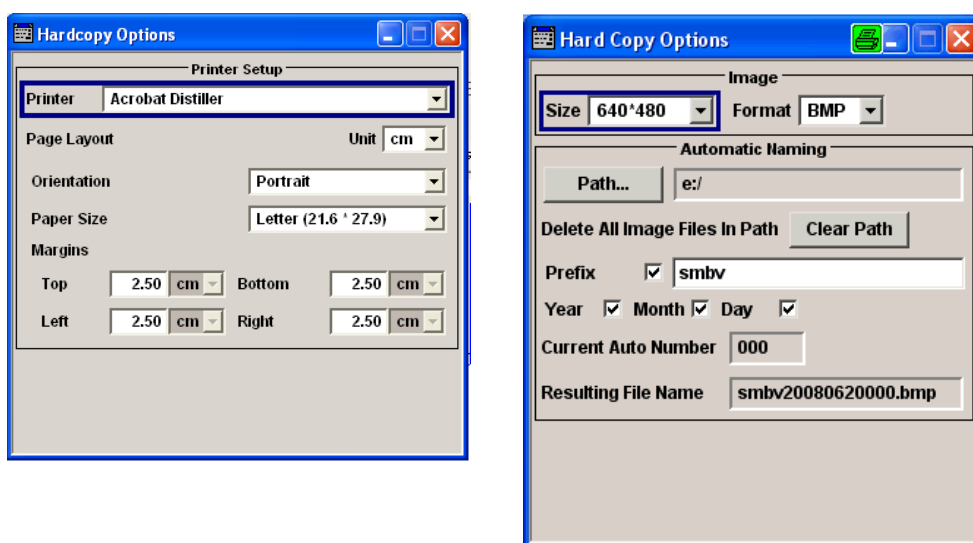 Hardcopy Options
Printer Setup
Printer Acrobat Distiller
Page Layout Unit cm
Orientation Portrait
Paper Size Letter (21.6 * 27.9)
Margins
Top 2.50 cm Bottom 2.50 cm
Left 2.50 cm Right 2.50 cm
Hard Copy Options
Image
Size 640*480 Format BMP
Automatic Naming
Path... e:/
Delete All Image Files In Path Clear Path
Prefix smbv
Year Month Day
Current Auto Number 000
Resulting File Name smbv20080620000.bmp